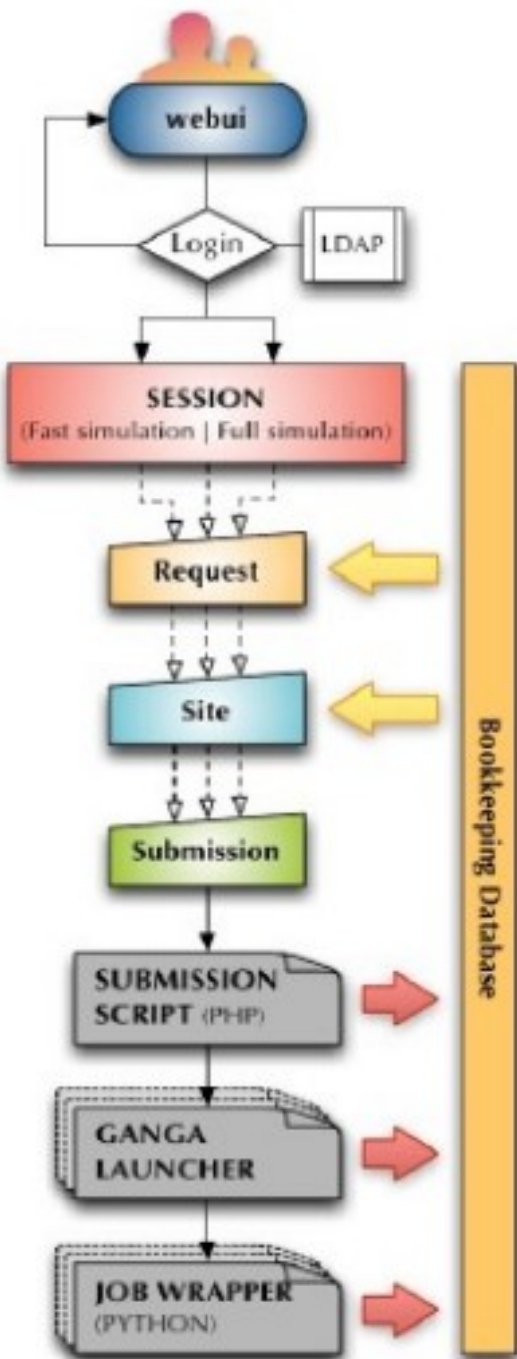 webui
Login
LDAP
SESSION
(Fast simulation | Full simulation)
Request
Site
Submission
SUBMISSION
SCRIPT (PHP)
GANGA
LAUNCHER
JOB WRAPPER
(PYTHON)
Bookkeeping Database